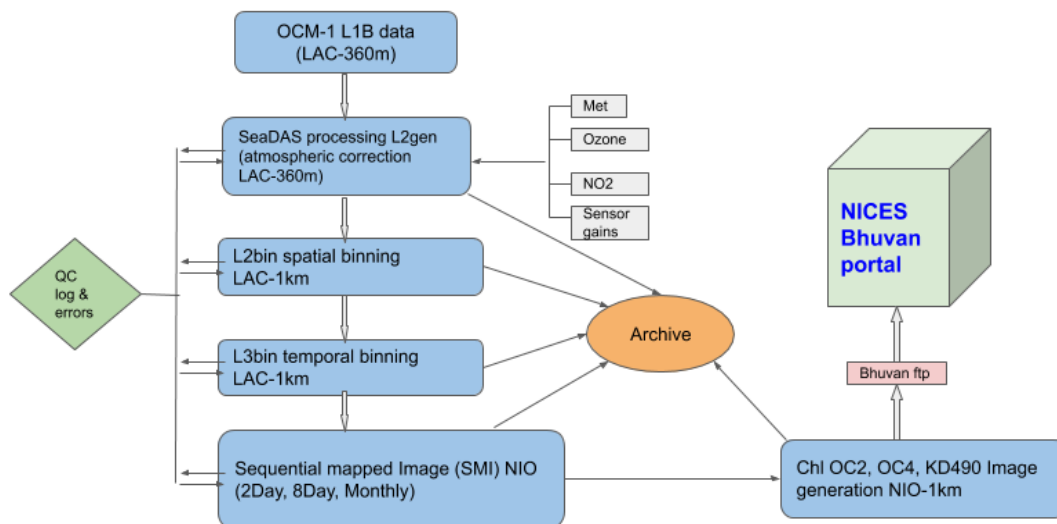 OCM-1 L1B data
(LAC-360m)
SeaDAS processing L2gen
(atmospheric correction
LAC-360m)
Met
Ozone
NO2
Sensor
gains
NICES
Bhuvan
portal
L2bin spatial binning
LAC-1km
QC
log &
errors
Archive
L3bin temporal binning
LAC-1km
Bhuvan ftp
Sequential mapped Image (SMI) NIO
(2Day, 8Day, Monthly)
Chl OC2, OC4, KD490 Image
generation NIO-1km